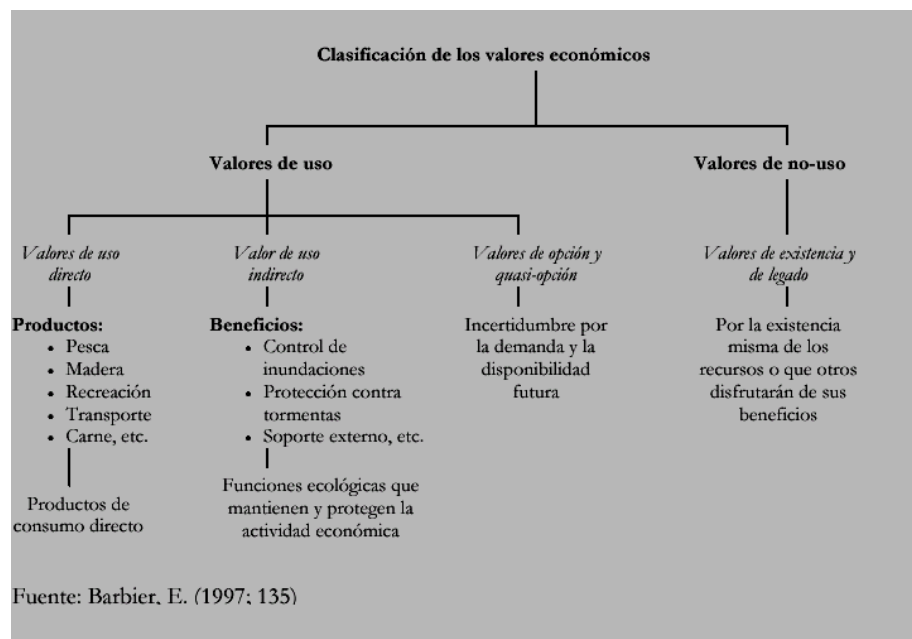 Clasificación de los valores económicos
Valores de uso
Valores de no-uso
Valores de uso
directo
Valor de uso
indirecto
Valores de opción y
quasi-opción
Valores de existencia y
de legado
Productos:
• Pesca
• Madera
• Recreación
• Transporte
• Carne, etc.
Productos de
consumo directo
Beneficios:
• Control de
inundaciones
• Protección contra
tormentas
• Soporte externo, etc.
Funciones ecológicas que
mantienen y protegen la
actividad económica
Incertidumbre por
la demanda y la
disponibilidad
futura
Por la existencia
misma de los
recursos o que otros
disfrutarán de sus
beneficios
Fuente: Barbier, E. (1997; 135)